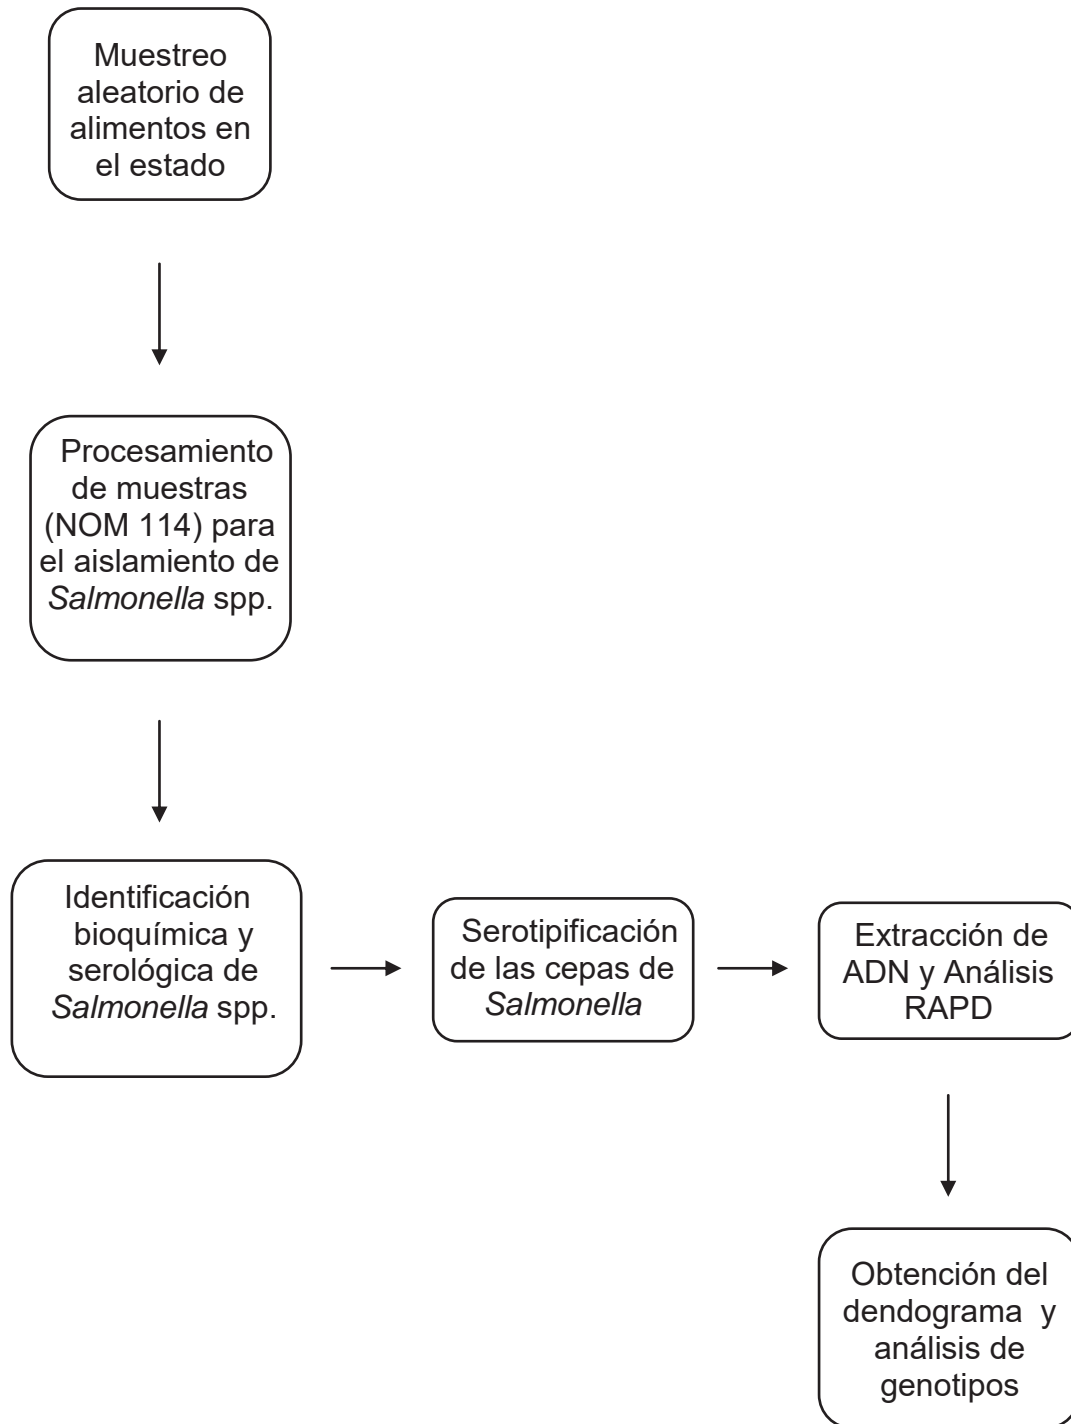 Muestreo
aleatorio de
alimentos en
el estado
Procesamiento
de muestras
(NOM 114) para
el aislamiento de
Salmonella spp.
Identificación
bioquímica y
serológica de
Salmonella spp.
Serotipificación
de las cepas de
Salmonella
Extracción de
ADN y Análisis
RAPD
Obtención del
dendograma y
análisis de
genotipos